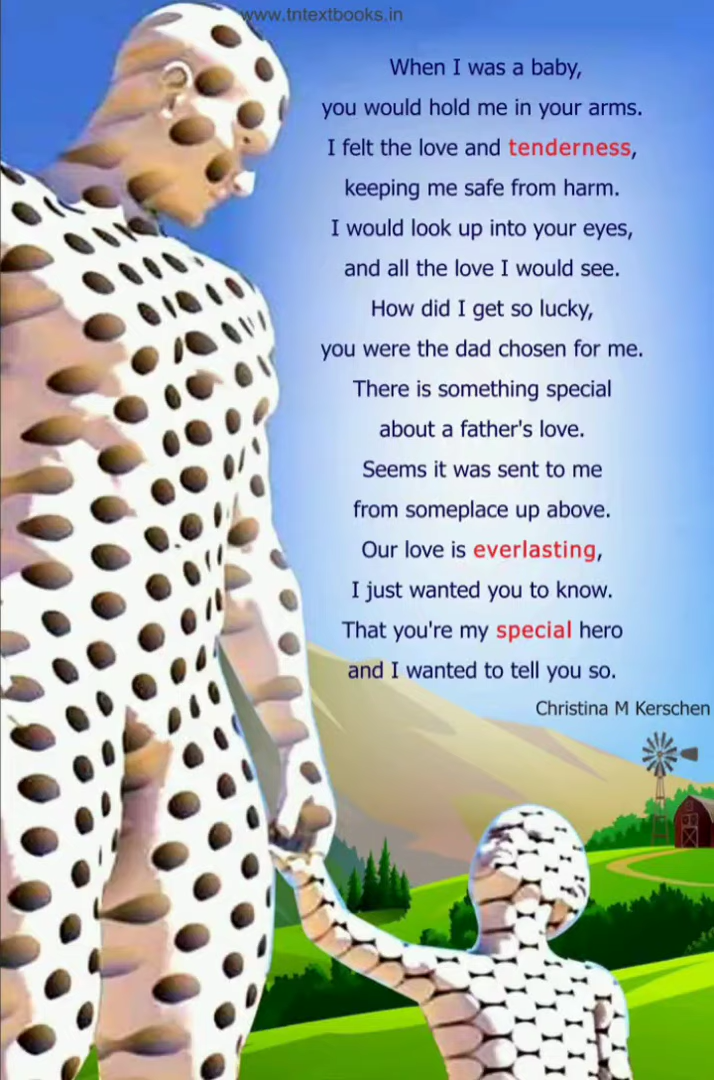 www.tntextbooks.in
When I was a baby,
you would hold me in your arms.
I felt the love and tenderness,
keeping me safe from harm.
I would look up into your eyes,
and all the love I would see.
How did I get so lucky,
you were the dad chosen for me.
There is something special
about a father's love.
Seems it was sent to me
from someplace up above.
Our love is everlasting,
I just wanted you to know.
That you're my special hero
and I wanted to tell you so.
Christina M Kerschen